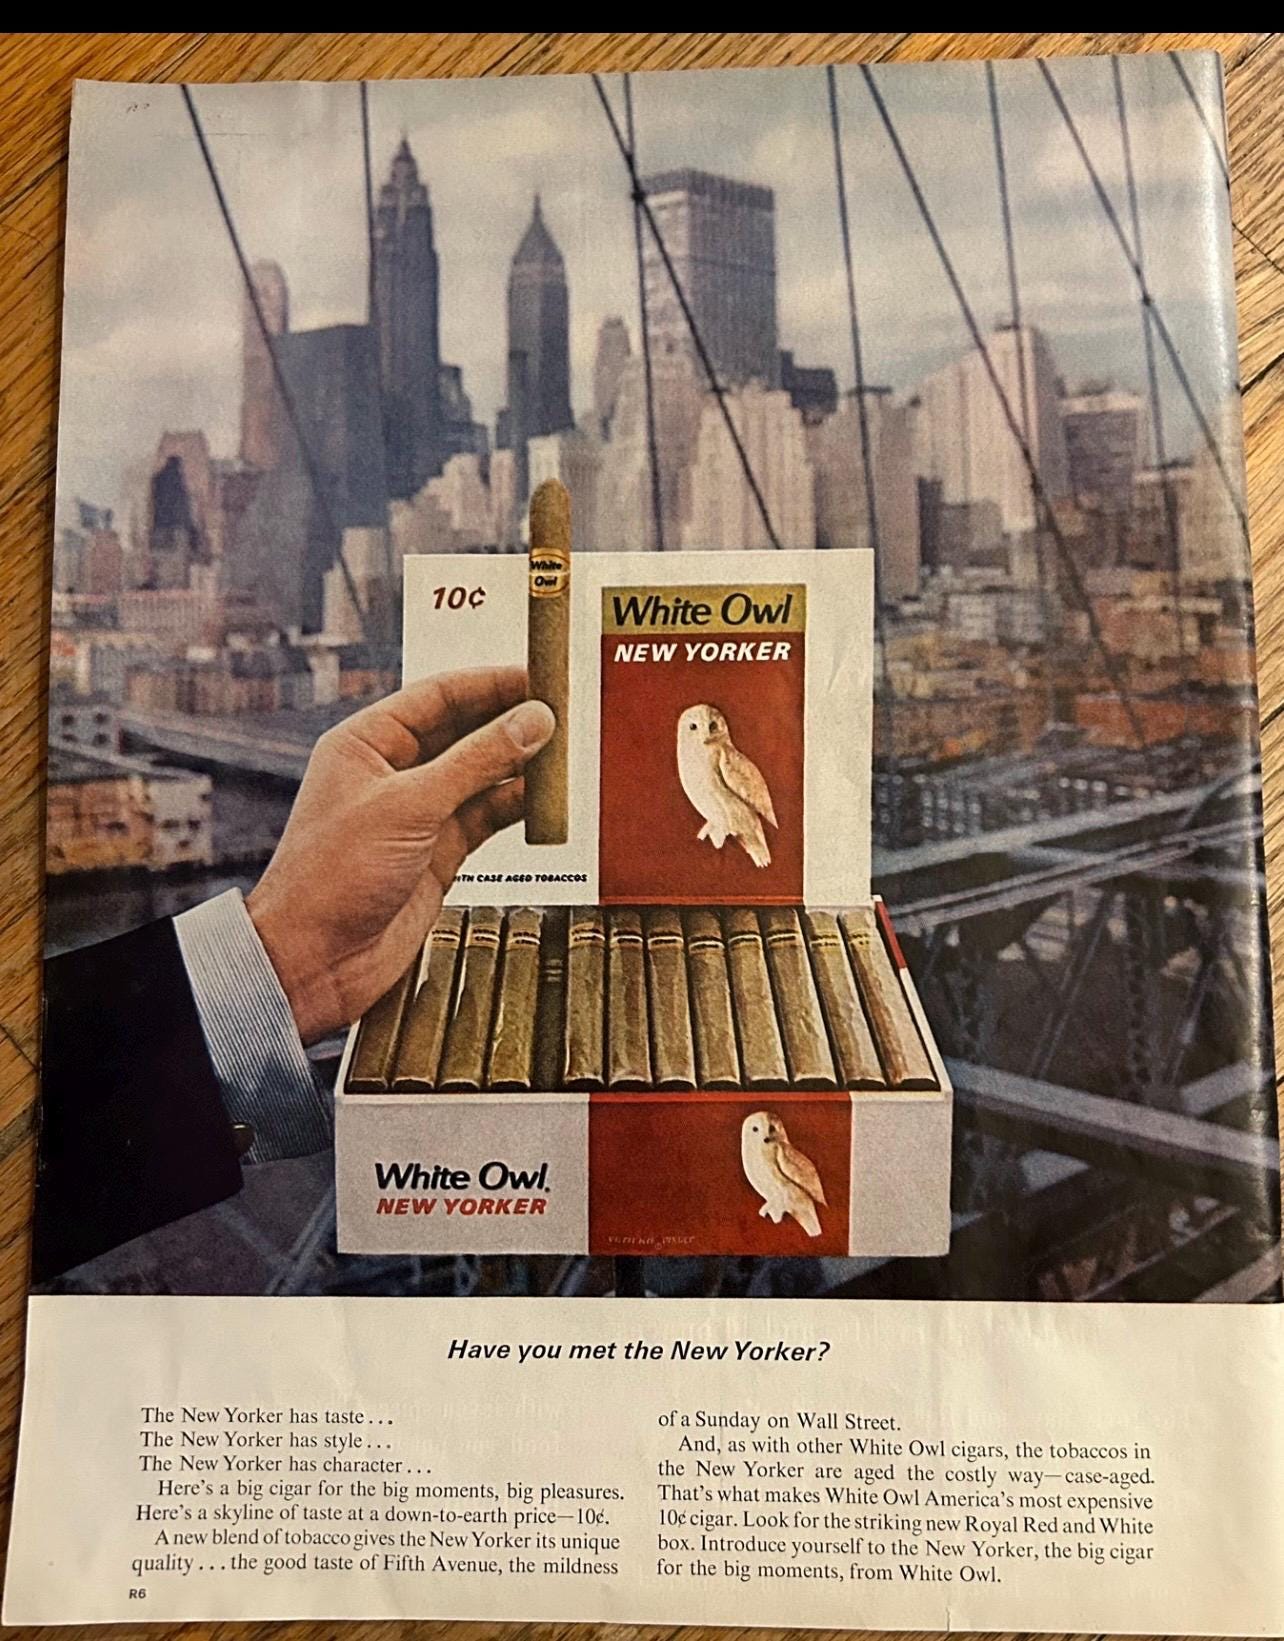 10¢
White
Owl
White Owl
NEW YORKER
WITH CASE AGED TOBACCOS
White Owl
NEW YORKER
Have you met the New Yorker?
The New Yorker has taste...
The New Yorker has style...
The New Yorker has character...
Here's a big cigar for the big moments, big pleasures.
Here's a skyline of taste at a down-to-earth price—10¢.
A new blend of tobacco gives the New Yorker its unique
quality...the good taste of Fifth Avenue, the mildness
R6
of a Sunday on Wall Street.
And, as with other White Owl cigars, the tobaccos in
the New Yorker are aged the costly way—case-aged.
That's what makes White Owl America's most expensive
10¢ cigar. Look for the striking new Royal Red and White
box. Introduce yourself to the New Yorker, the big cigar
for the big moments, from White Owl.